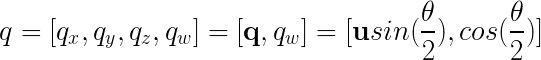 q = [q_x, q_y, q_z, q_w] = [𝐪, q_w] = [𝐮sin(θ/2), cos(θ/2)]